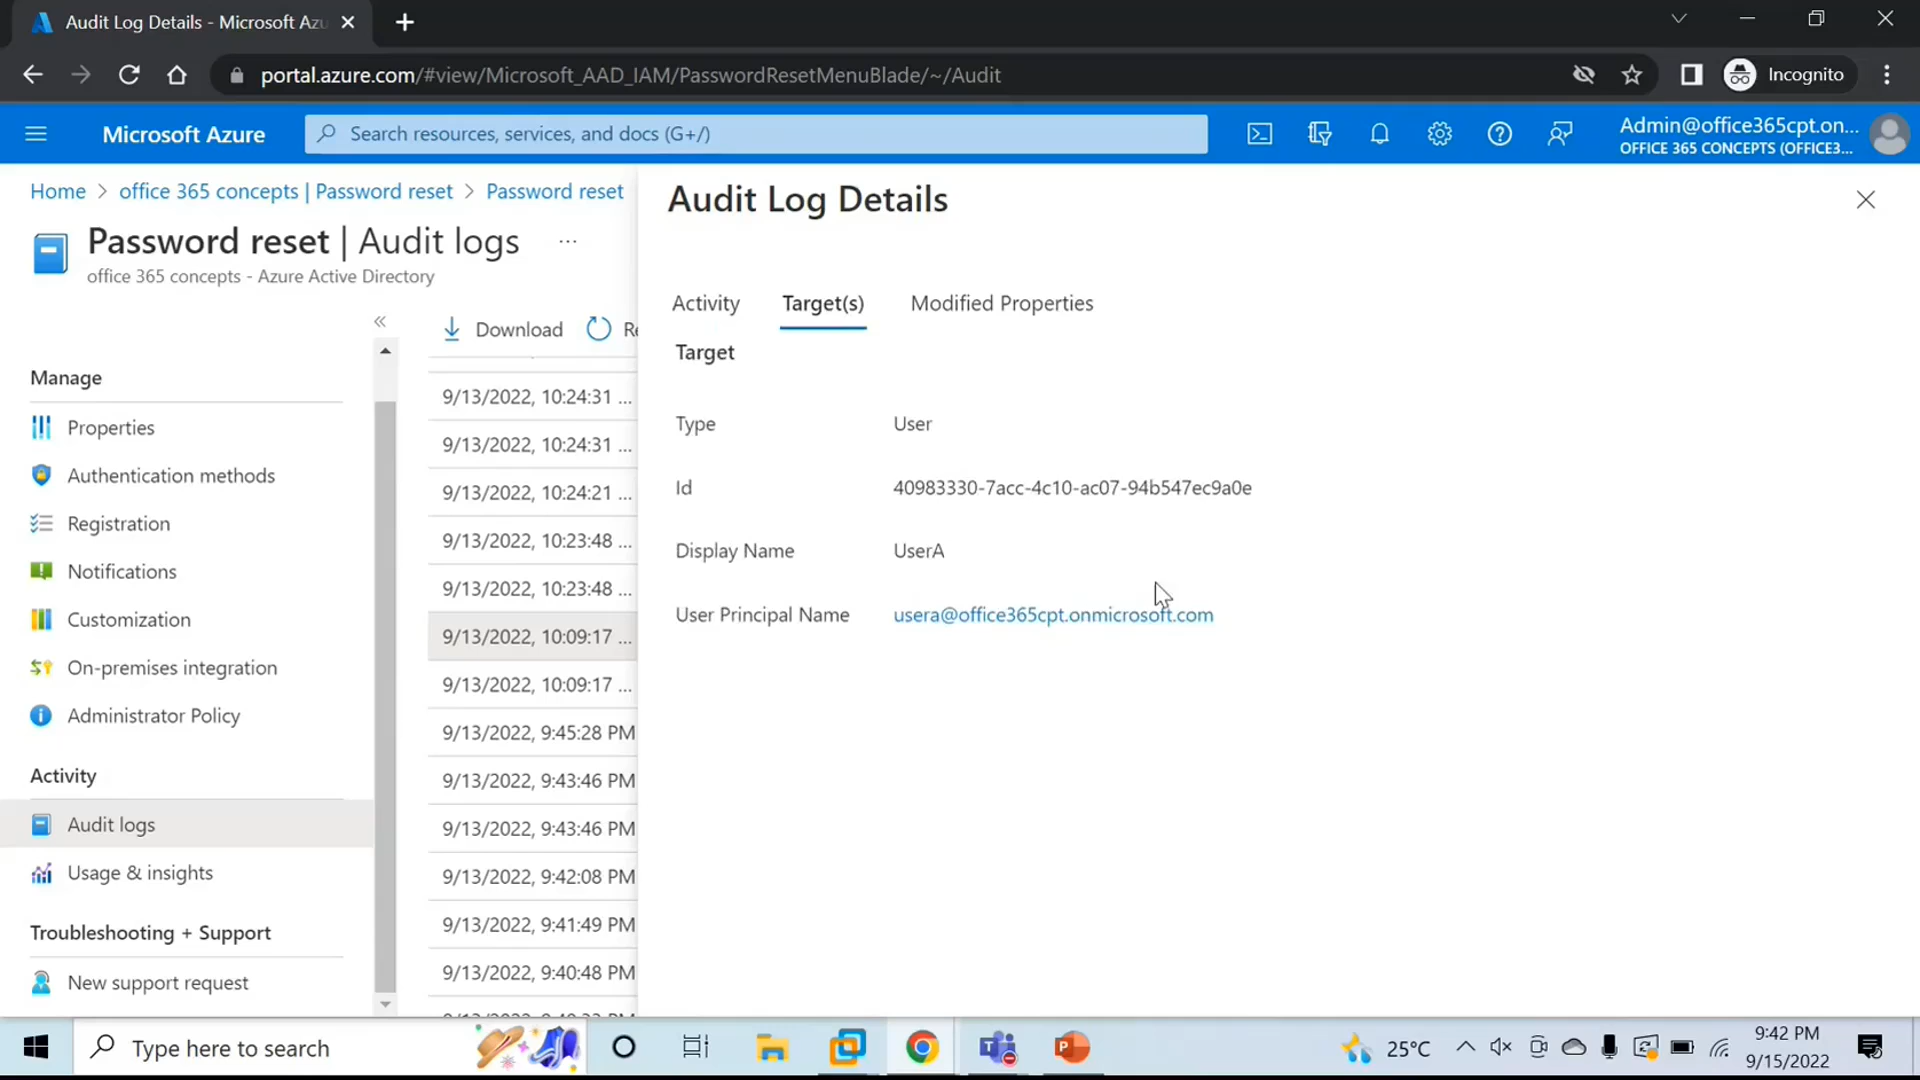 Audit Log Details - Microsoft Azu
portal.azure.com/#view/Microsoft_AAD_IAM/PasswordResetMenuBlade/~/Audit
Incognito
Microsoft Azure
Search resources, services, and docs (G+/)
Admin@office365cpt.on...
OFFICE 365 CONCEPTS (OFFICE3...
Home > office 365 concepts | Password reset > Password reset
Password reset | Audit logs ...
office 365 concepts - Azure Active Directory
Manage
Properties
Authentication methods
Registration
Notifications
Customization
On-premises integration
Administrator Policy
Activity
Audit logs
Usage & insights
Troubleshooting + Support
New support request
Download
Re
9/13/2022, 10:24:31 ...
9/13/2022, 10:24:31 ...
9/13/2022, 10:24:21 ...
9/13/2022, 10:23:48 ...
9/13/2022, 10:23:48 ...
9/13/2022, 10:09:17 ...
9/13/2022, 10:09:17 ...
9/13/2022, 9:45:28 PM
9/13/2022, 9:43:46 PM
9/13/2022, 9:43:46 PM
9/13/2022, 9:42:08 PM
9/13/2022, 9:41:49 PM
9/13/2022, 9:40:48 PM
Audit Log Details
Activity Target(s) Modified Properties
Target
Type User
Id 40983330-7acc-4c10-ac07-94b547ec9a0e
Display Name UserA
User Principal Name usera@office365cpt.onmicrosoft.com
Type here to search
25°C
9:42 PM
9/15/2022